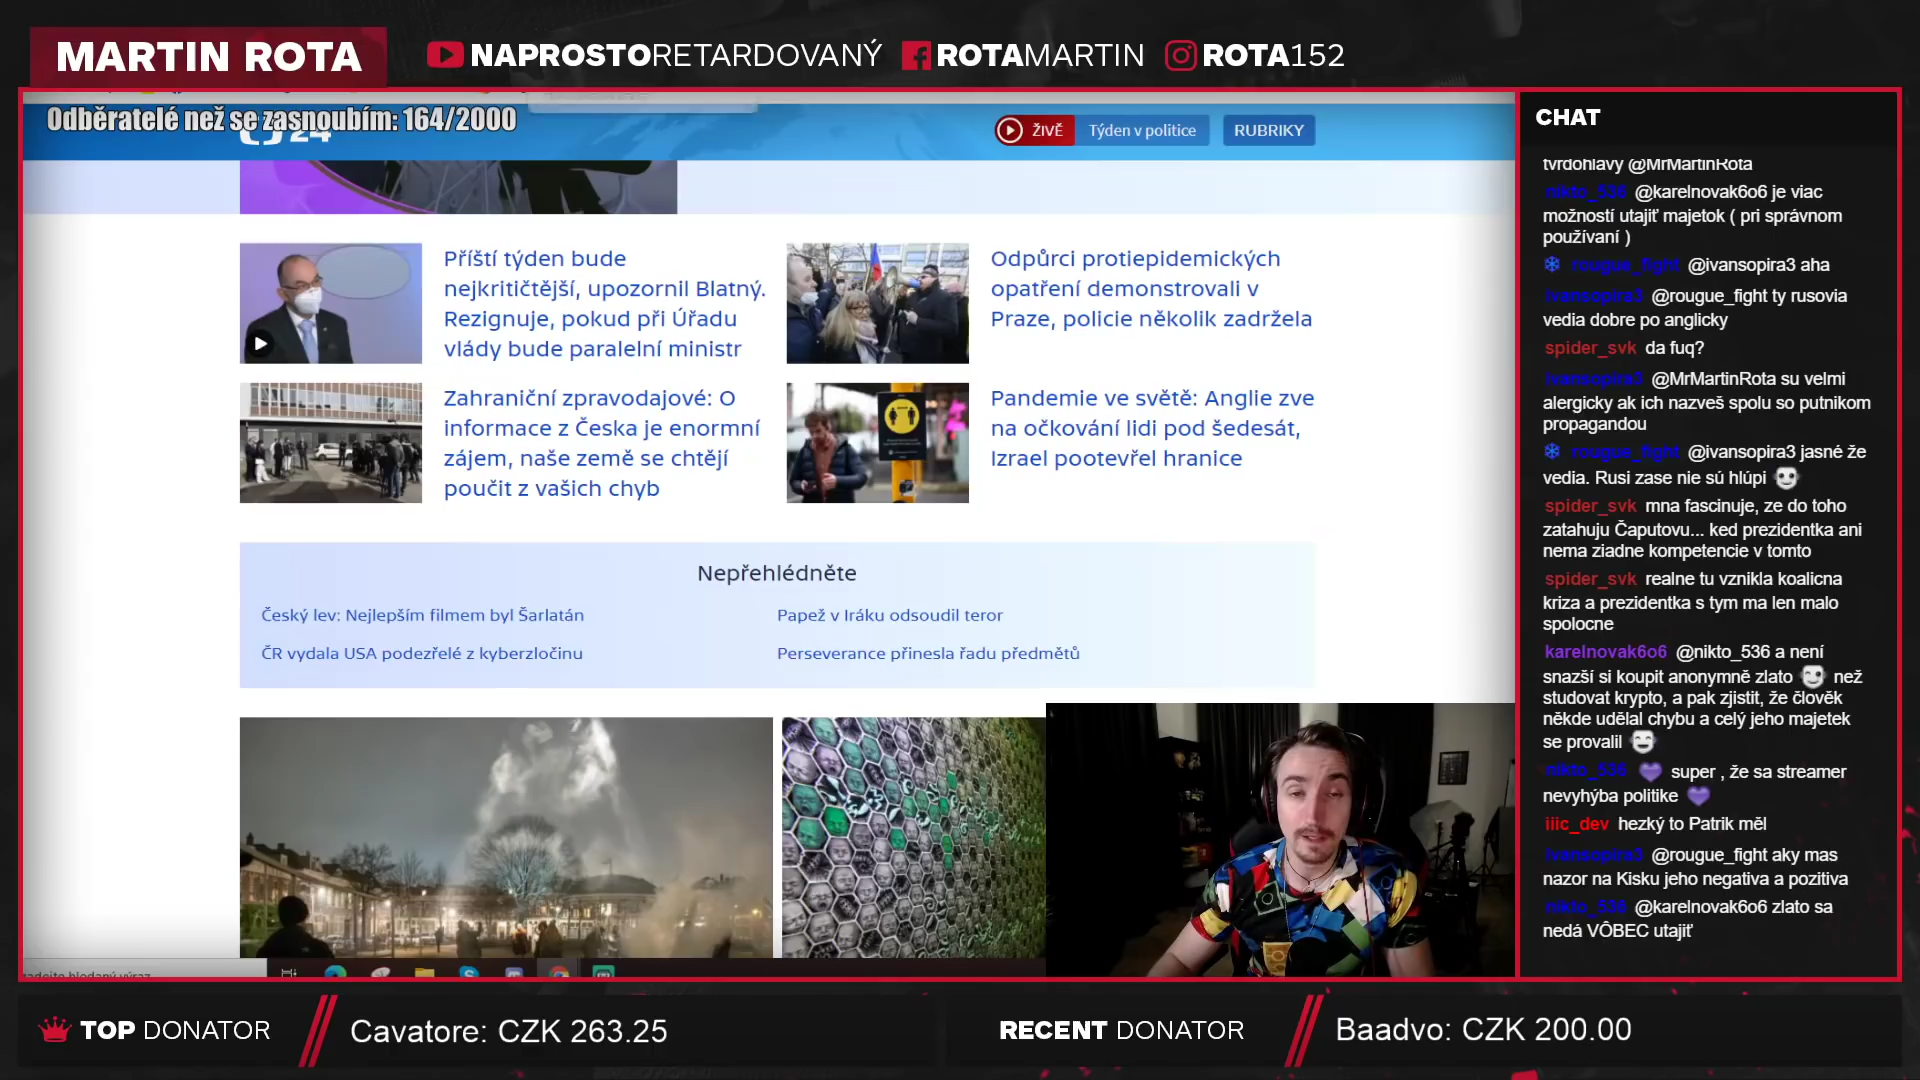 MARTIN ROTA
NAPROSTORETARDOVANÝ
ROTAMARTIN
ROTA152
Odběratelé než se zasnoubím: 164/2000
24
ŽIVĚ
Týden v politice
RUBRIKY
Příští týden bude
nejkritičtější, upozornil Blatný.
Rezignuje, pokud při Úřadu
vlády bude paralelní ministr
Odpůrci protiepidemických
opatření demonstrovali v
Praze, policie několik zadržela
Zahraniční zpravodajové: O
informace z Česka je enormní
zájem, naše země se chtějí
poučit z vašich chyb
Pandemie ve světě: Anglie zve
na očkování lidi pod šedesát,
Izrael pootevřel hranice
Nepřehlédněte
Český lev: Nejlepším filmem byl Šarlatán
Papež v Iráku odsoudil teror
ČR vydala USA podezřelé z kyberzločinu
Perseverance přinesla řadu předmětů
CHAT
tvrdohlavy @MrMartinRota
nikto_536 @karelnovak6o6 je viac
možností utajiť majetok ( pri správnom
používaní )
rougue_fight @ivansopira3 aha
ivansopira3 @rougue_fight ty rusovia
vedia dobre po anglicky
spider_svk da fuq?
ivansopira3 @MrMartinRota su velmi
alergicky ak ich nazveš spolu so putnikom
propagandou
rougue_fight @ivansopira3 jasné že
vedia. Rusi zase nie sú hlúpi
spider_svk mna fascinuje, ze do toho
zatahuju Čaputovu... ked prezidentka ani
nema ziadne kompetencie v tomto
spider_svk realne tu vznikla koalicna
kriza a prezidentka s tym ma len malo
spolocne
karelnovak6o6 @nikto_536 a není
snazší si koupit anonymně zlato než
studovat krypto, a pak zjistit, že člověk
někde udělal chybu a celý jeho majetek
se provalil
nikto_536 super , že sa streamer
nevyhýba politike
iiic_dev hezký to Patrik měl
ivansopira3 @rougue_fight aky mas
nazor na Kisku jeho negativa a pozitiva
nikto_536 @karelnovak6o6 zlato sa
nedá VÔBEC utajiť
TOP DONATOR
Cavatore: CZK 263.25
RECENT DONATOR
Baadvo: CZK 200.00